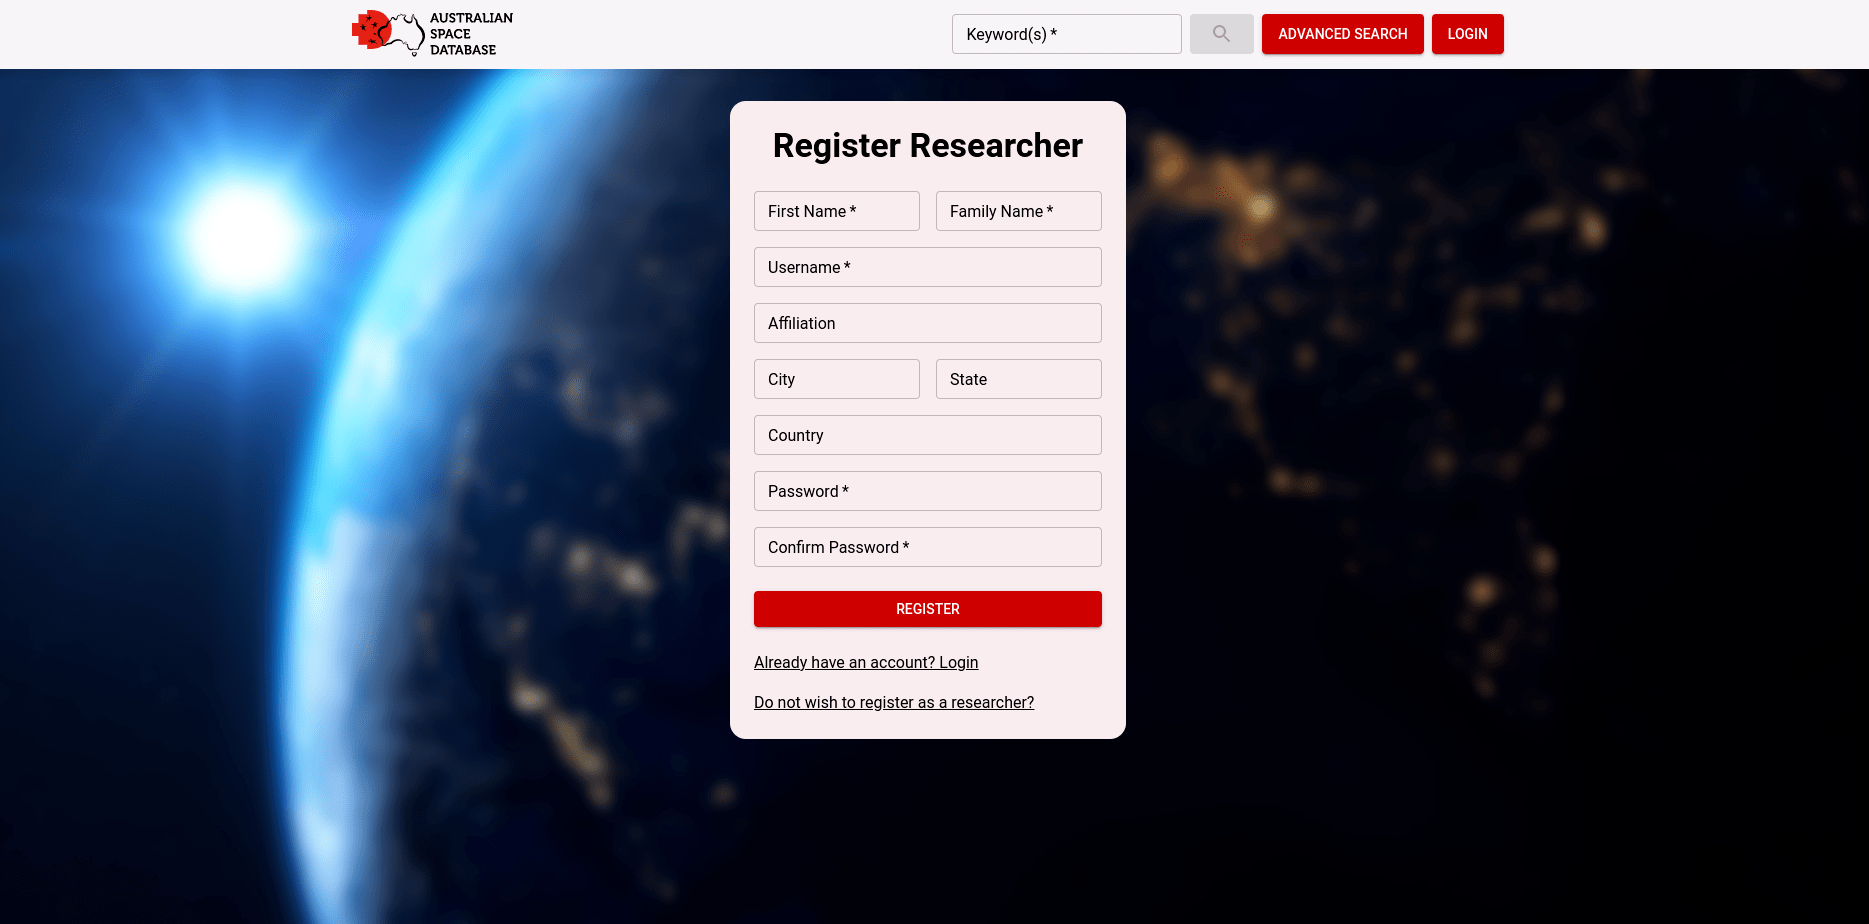 AUSTRALIAN
SPACE
DATABASE
Keyword(s) *
ADVANCED SEARCH
LOGIN
Register Researcher
First Name *
Family Name *
Username *
Affiliation
City
State
Country
Password *
Confirm Password *
REGISTER
Already have an account? Login
Do not wish to register as a researcher?